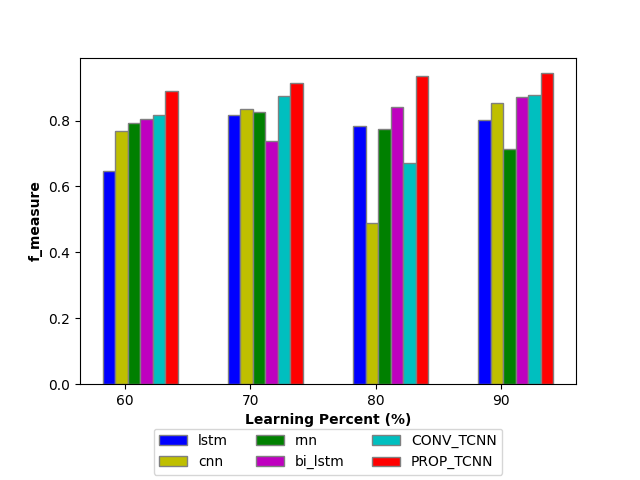 0.8
0.6
0.4
0.2
0.0
f_measure
60 70 80 90
Learning Percent (%)
lstm rnn CONV_TCNN
cnn bi_lstm PROP_TCNN